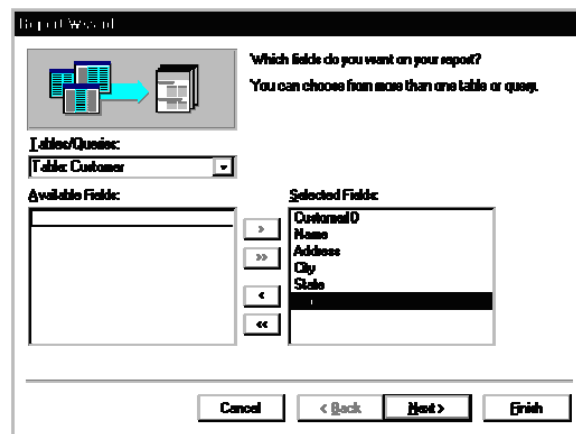 Report Wizard
Which fields do you want on your report?
You can choose from more than one table or query.
Tables/Queries:
Table: Customer
Available Fields:
Selected Fields:
CustomerID
Name
Address
City
State
>
>>
<
<<
Cancel
< Back
Next >
Finish